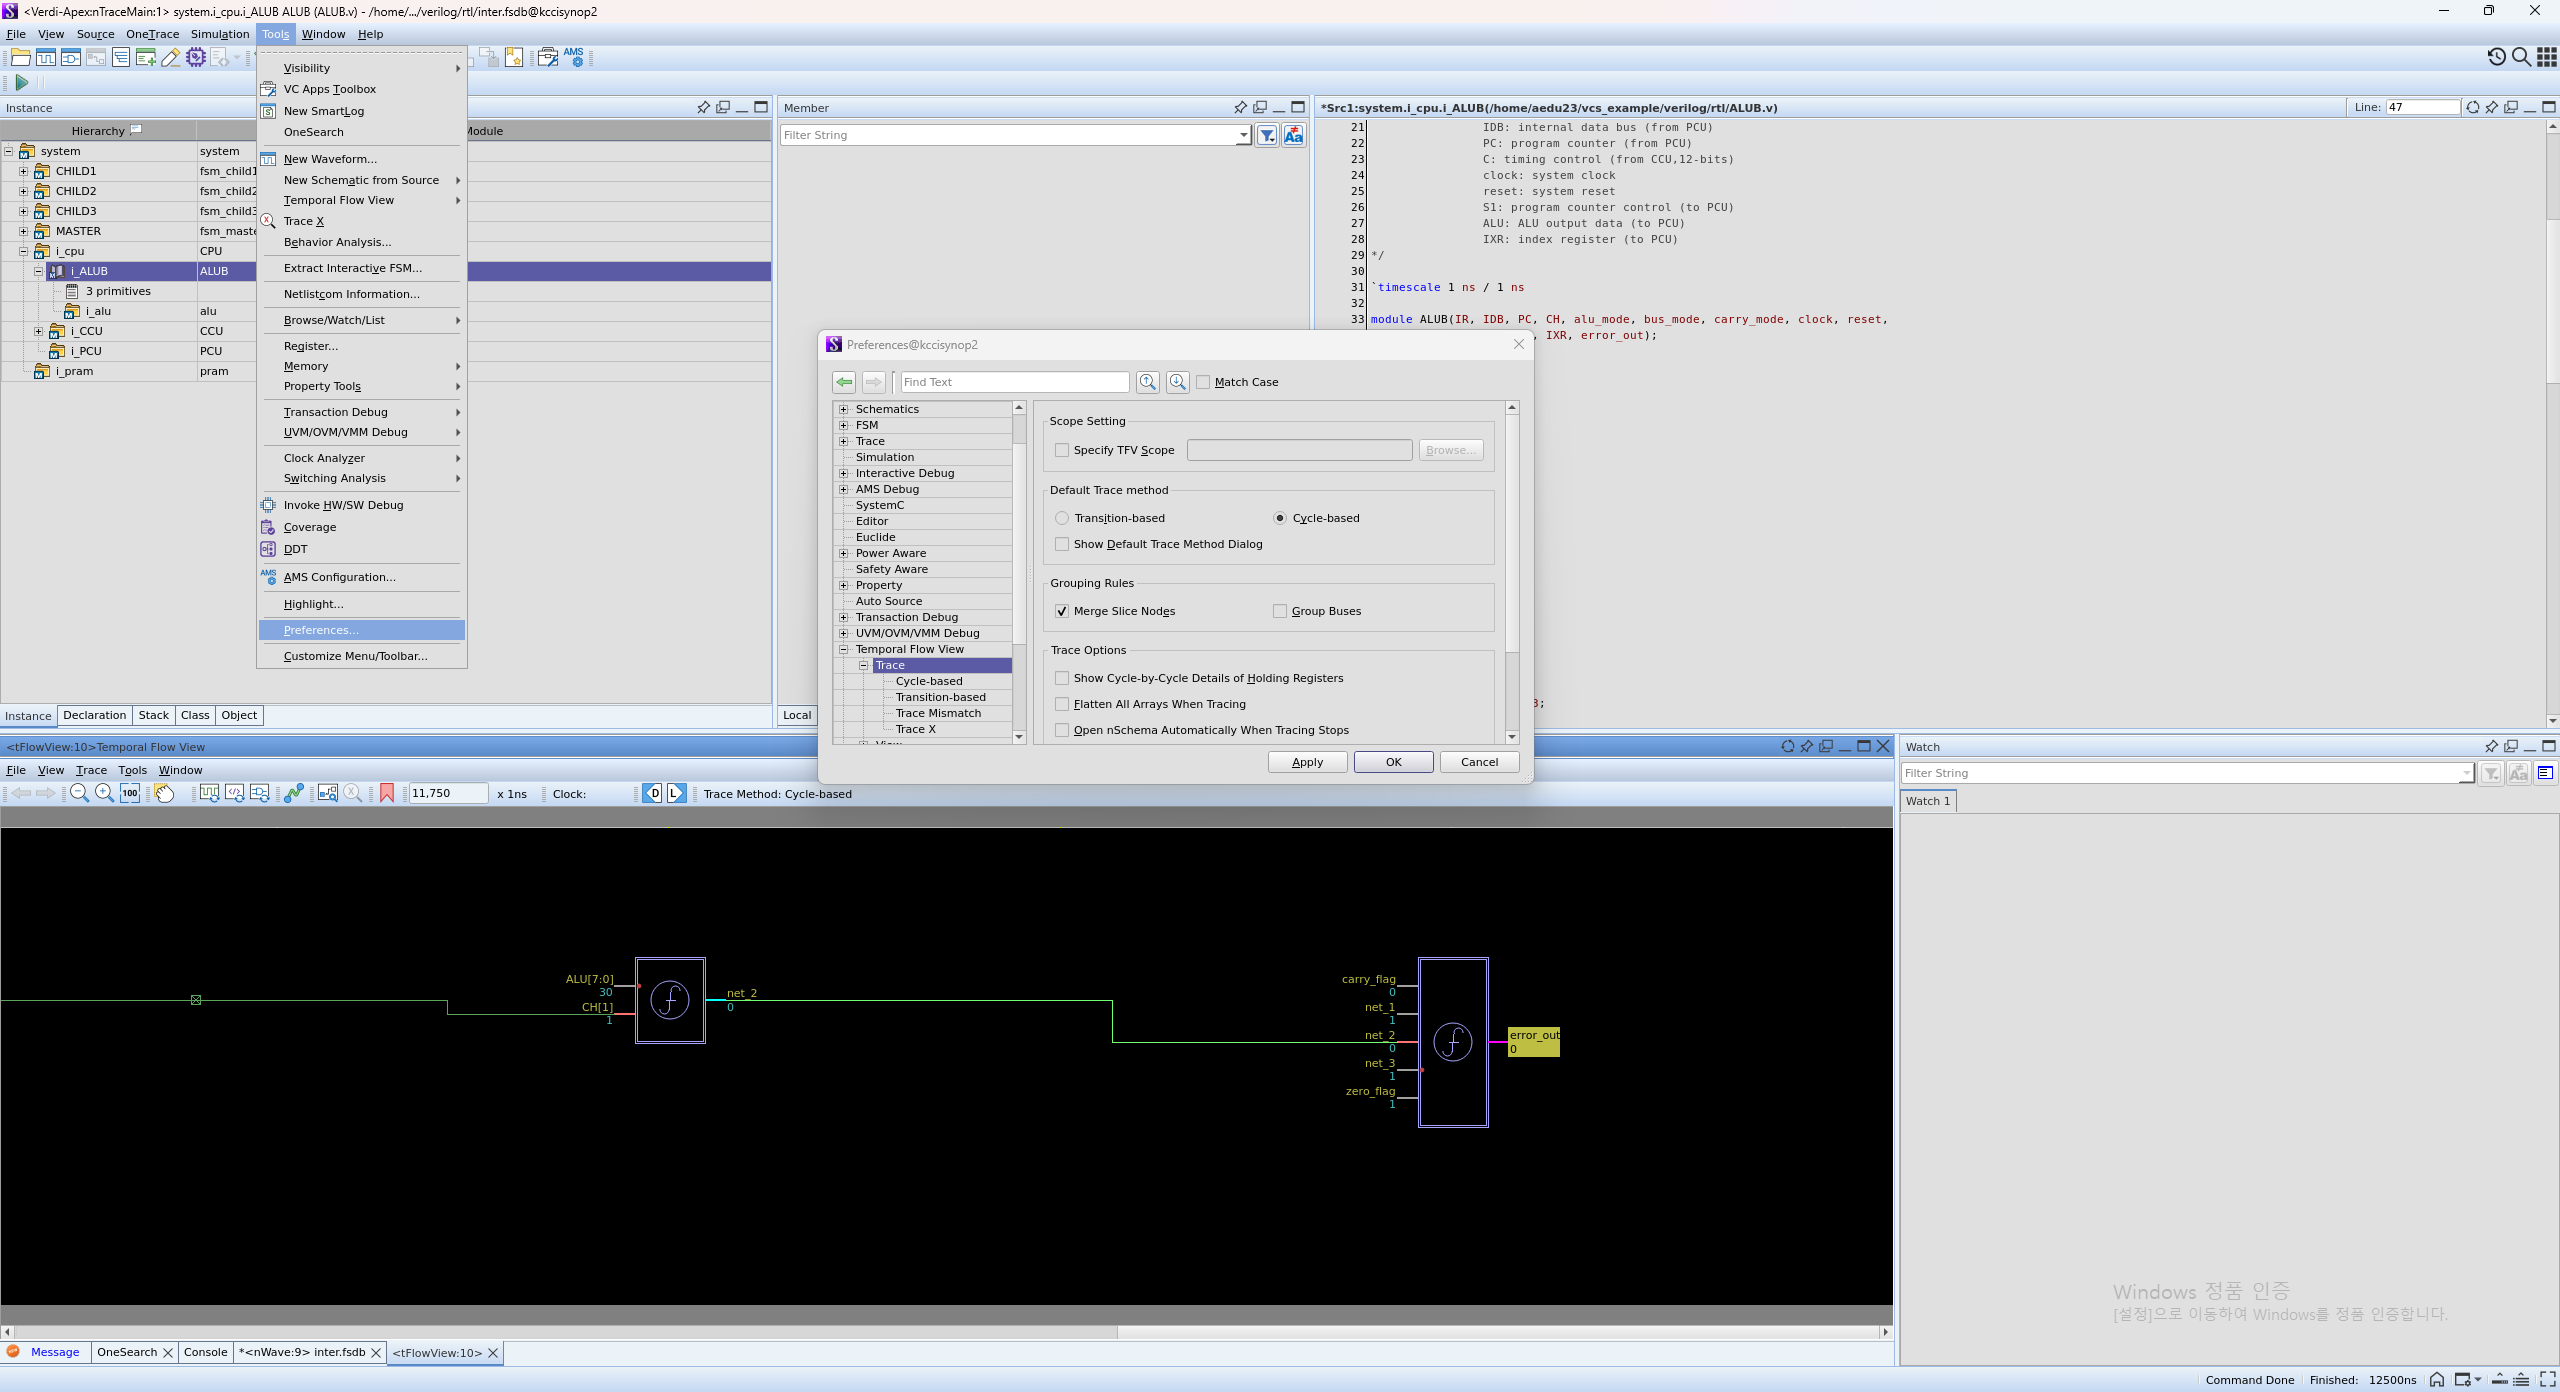 <Verdi-Apex:nTraceMain:1> system.i_cpu.i_ALUB ALUB (ALUB.v) - /home/.../verilog/rtl/inter.fsdb@kccisynop2
File View Source OneTrace Simulation Tools Window Help
AMS
Instance
Hierarchy Module
system system
CHILD1 fsm_child1
CHILD2 fsm_child2
CHILD3 fsm_child3
MASTER
i_cpu CPU
i_ALUB ALUB
3 primitives
i_alu alu
i_CCU CCU
i_PCU PCU
i_pram pram
Instance Declaration Stack Class Object
Visibility
VC Apps Toolbox
New SmartLog
OneSearch
New Waveform...
New Schematic from Source
Temporal Flow View
Trace X
Behavior Analysis...
Extract Interactive FSM...
Netlistcom Information...
Browse/Watch/List
Register...
Memory
Property Tools
Transaction Debug
UVM/OVM/VMM Debug
Clock Analyzer
Switching Analysis
Invoke HW/SW Debug
Coverage
DDT
AMS Configuration...
Highlight...
Preferences...
Customize Menu/Toolbar...
Member
Filter String
Aa
Local
*Src1:system.i_cpu.i_ALUB(/home/aedu23/vcs_example/verilog/rtl/ALUB.v) Line: 47
21 IDB: internal data bus (from PCU)
22 PC: program counter (from PCU)
23 C: timing control (from CCU,12-bits)
24 clock: system clock
25 reset: system reset
26 S1: program counter control (to PCU)
27 ALU: ALU output data (to PCU)
28 IXR: index register (to PCU)
29 */
30
31 `timescale 1 ns / 1 ns
32
33 module ALUB(IR, IDB, PC, CH, alu_mode, bus_mode, carry_mode, clock, reset,
, IXR, error_out);
3;
Preferences@kccisynop2
Find Text Match Case
Schematics
FSM
Trace
Simulation
Interactive Debug
AMS Debug
SystemC
Editor
Euclide
Power Aware
Safety Aware
Property
Auto Source
Transaction Debug
UVM/OVM/VMM Debug
Temporal Flow View
Trace
Cycle-based
Transition-based
Trace Mismatch
Trace X
View
Scope Setting
Specify TFV Scope Browse...
Default Trace method
Transition-based Cycle-based
Show Default Trace Method Dialog
Grouping Rules
Merge Slice Nodes Group Buses
Trace Options
Show Cycle-by-Cycle Details of Holding Registers
Flatten All Arrays When Tracing
Open nSchema Automatically When Tracing Stops
Apply OK Cancel
<tFlowView:10>Temporal Flow View
File View Trace Tools Window
100 11,750 x 1ns Clock: D L Trace Method: Cycle-based
ALU[7:0]
30
CH[1]
1
net_2
0
carry_flag
0
net_1
1
net_2
0
net_3
1
zero_flag
1
error_out
0
Watch
Filter String
Aa
Watch 1
Windows 정품 인증
[설정]으로 이동하여 Windows를 정품 인증합니다.
Message OneSearch Console *<nWave:9> inter.fsdb <tFlowView:10>
Command Done Finished: 12500ns